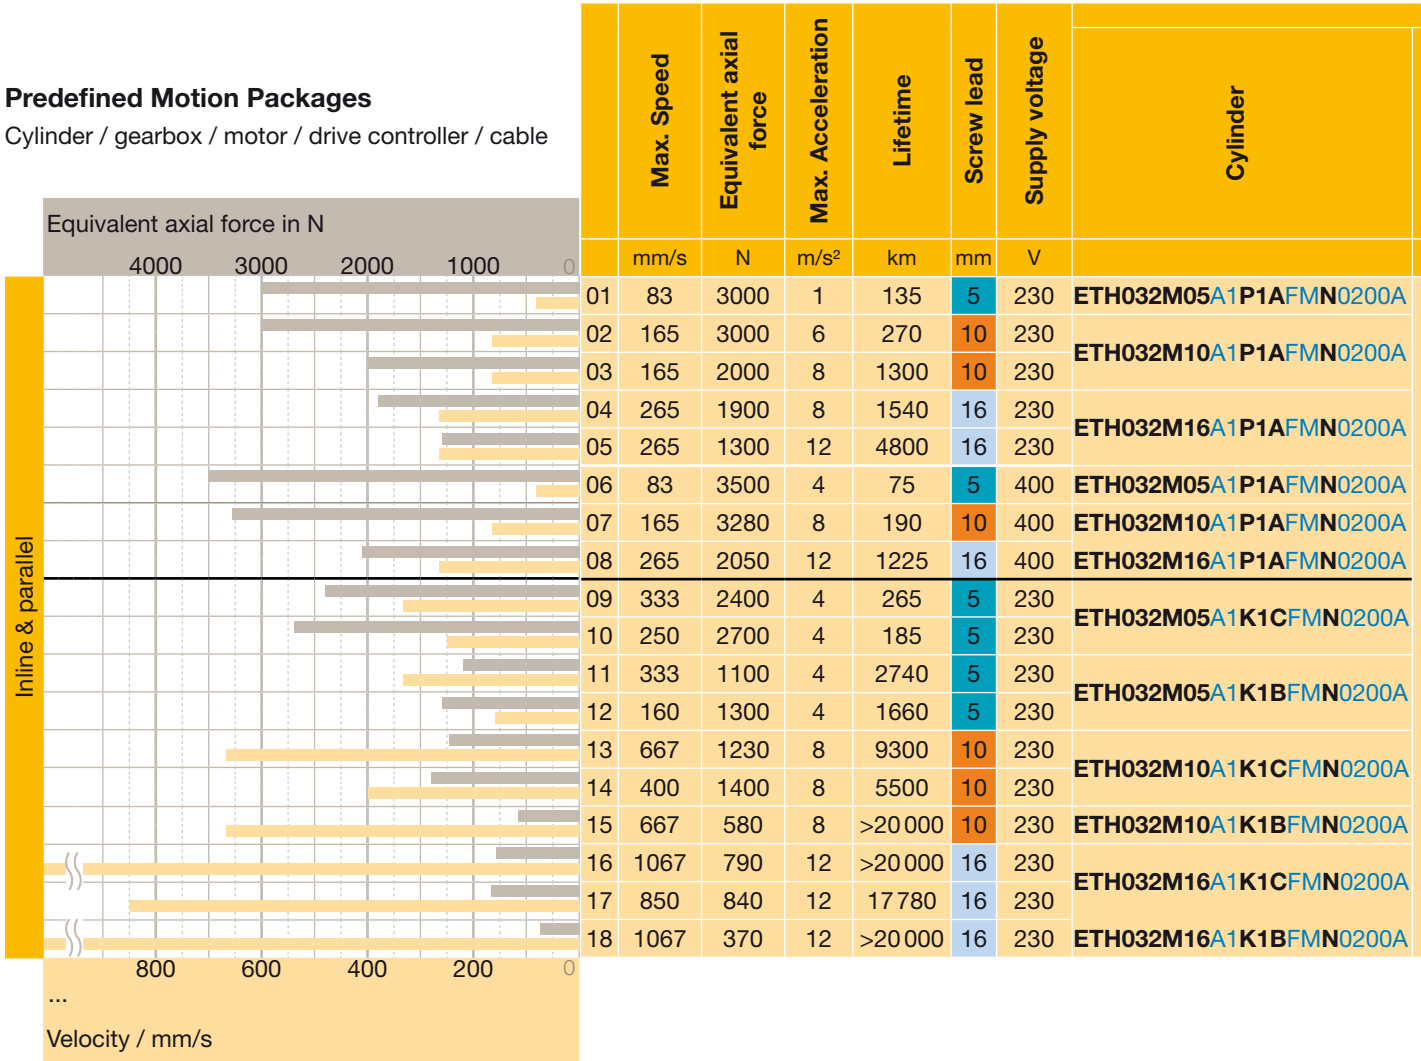 Predefined Motion Packages
Cylinder / gearbox / motor / drive controller / cable
Max. Speed
Equivalent axial
force
Max. Acceleration
Lifetime
Screw lead
Supply voltage
Cylinder
Equivalent axial force in N
4000 3000 2000 1000 0
mm/s N m/s² km mm V
Inline & parallel
01 83 3000 1 135 5 230 ETH032M05A1P1AFMN0200A
02 165 3000 6 270 10 230
ETH032M10A1P1AFMN0200A
03 165 2000 8 1300 10 230
04 265 1900 8 1540 16 230
ETH032M16A1P1AFMN0200A
05 265 1300 12 4800 16 230
06 83 3500 4 75 5 400 ETH032M05A1P1AFMN0200A
07 165 3280 8 190 10 400 ETH032M10A1P1AFMN0200A
08 265 2050 12 1225 16 400 ETH032M16A1P1AFMN0200A
09 333 2400 4 265 5 230
ETH032M05A1K1CFMN0200A
10 250 2700 4 185 5 230
11 333 1100 4 2740 5 230
ETH032M05A1K1BFMN0200A
12 160 1300 4 1660 5 230
13 667 1230 8 9300 10 230
ETH032M10A1K1CFMN0200A
14 400 1400 8 5500 10 230
15 667 580 8 >20000 10 230 ETH032M10A1K1BFMN0200A
16 1067 790 12 >20000 16 230
ETH032M16A1K1CFMN0200A
17 850 840 12 17780 16 230
18 1067 370 12 >20000 16 230 ETH032M16A1K1BFMN0200A
800 600 400 200 0
...
Velocity / mm/s